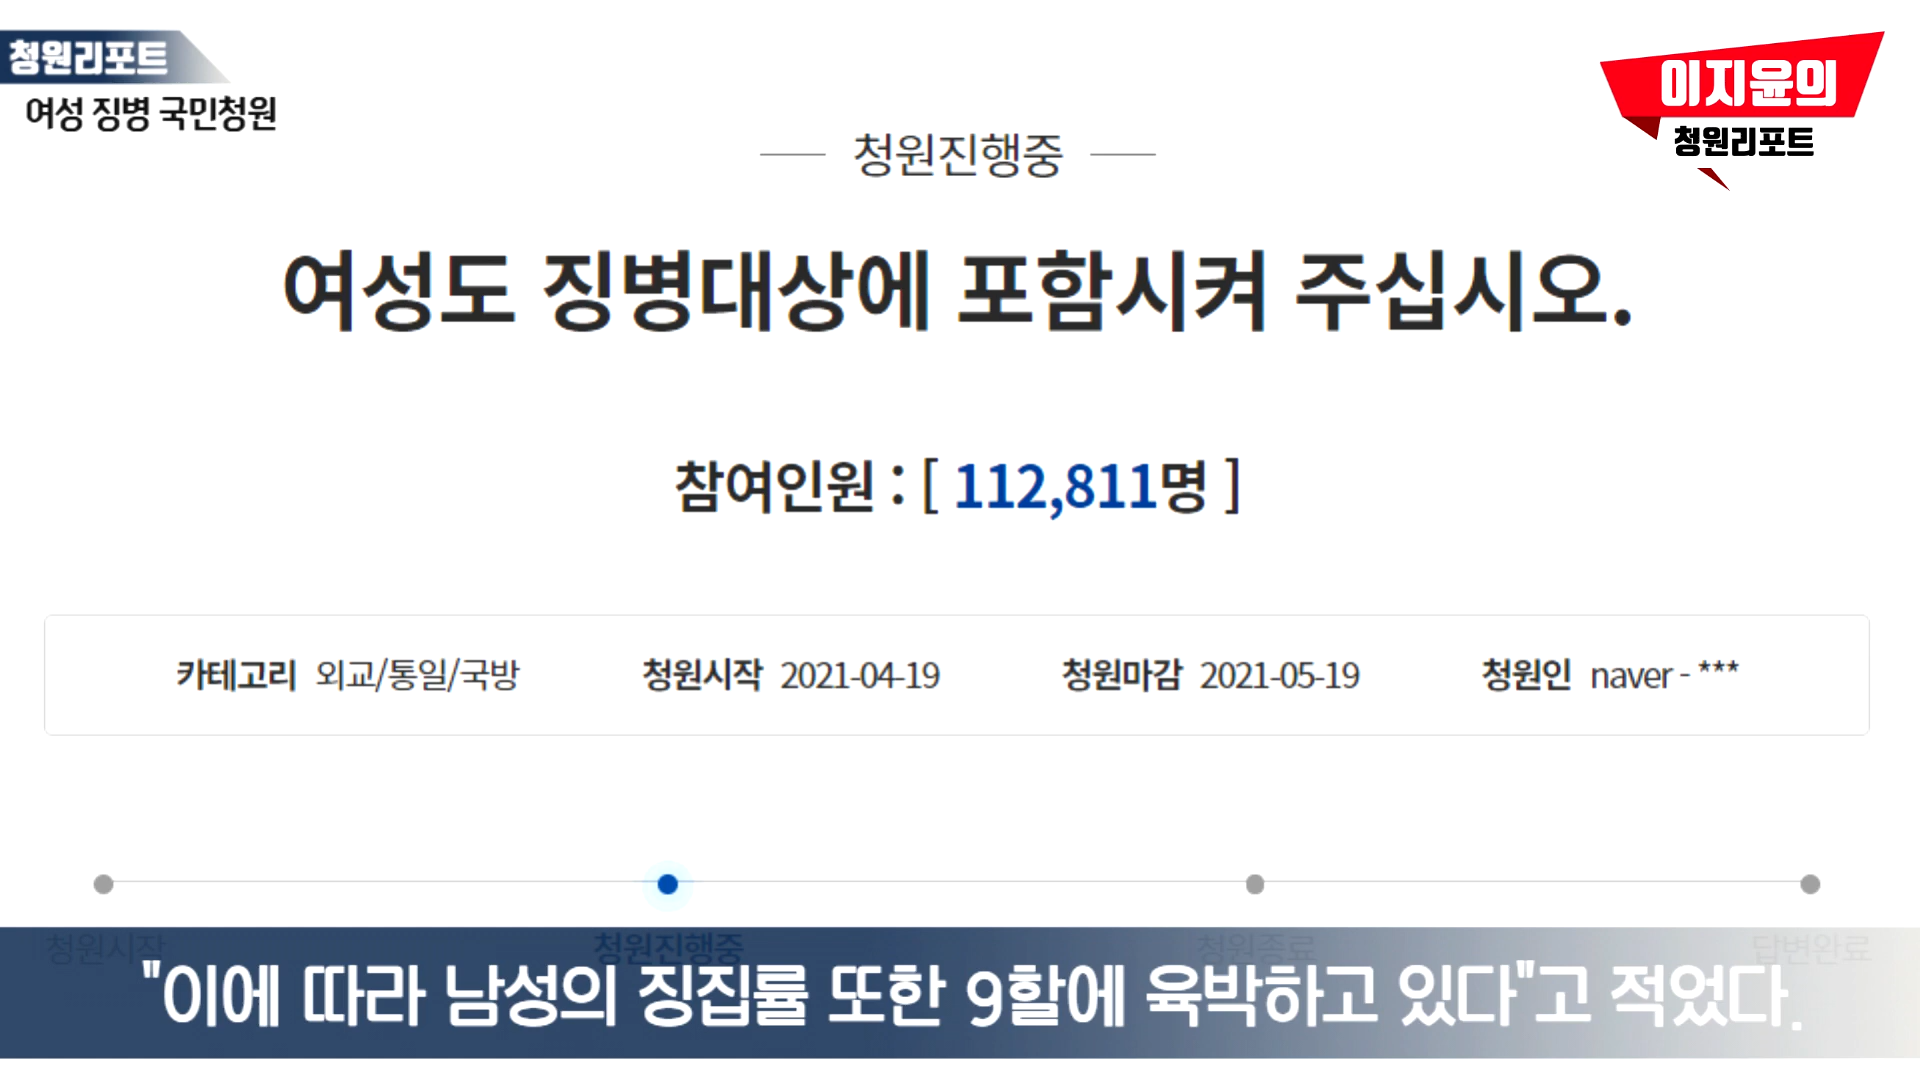 청원리포트
여성 징병 국민청원
이지윤의
청원리포트
청원진행중
여성도 징병대상에 포함시켜 주십시오.
참여인원 : [ 112,811명 ]
카테고리 외교/통일/국방 청원시작 2021-04-19 청원마감 2021-05-19 청원인 naver - ***
청원시작 청원진행중 청원종료 답변완료
"이에 따라 남성의 징집률 또한 9할에 육박하고 있다"고 적었다.